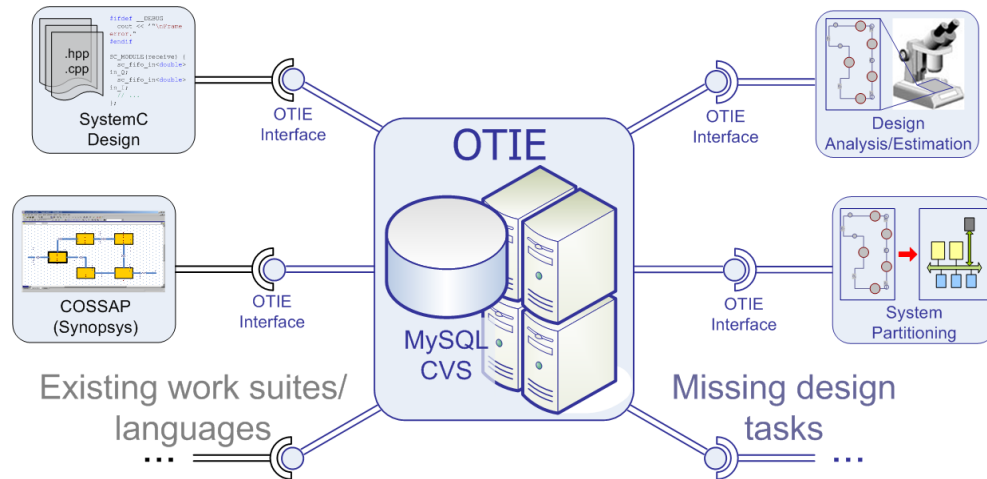 #ifdef __DEBUG
cout << '"\nFrame
error."
#endif
SC_MODULE(receive) {
sc_fifo_in<double>
in_Q;
sc_fifo_in<double>
in_I;
// ...
};
.hpp
.cpp
SystemC
Design
OTIE
Interface
OTIE
MySQL
CVS
OTIE
Interface
Design
Analysis/Estimation
COSSAP
(Synopsys)
OTIE
Interface
OTIE
Interface
System
Partitioning
Existing work suites/
languages
...
Missing design
tasks
...